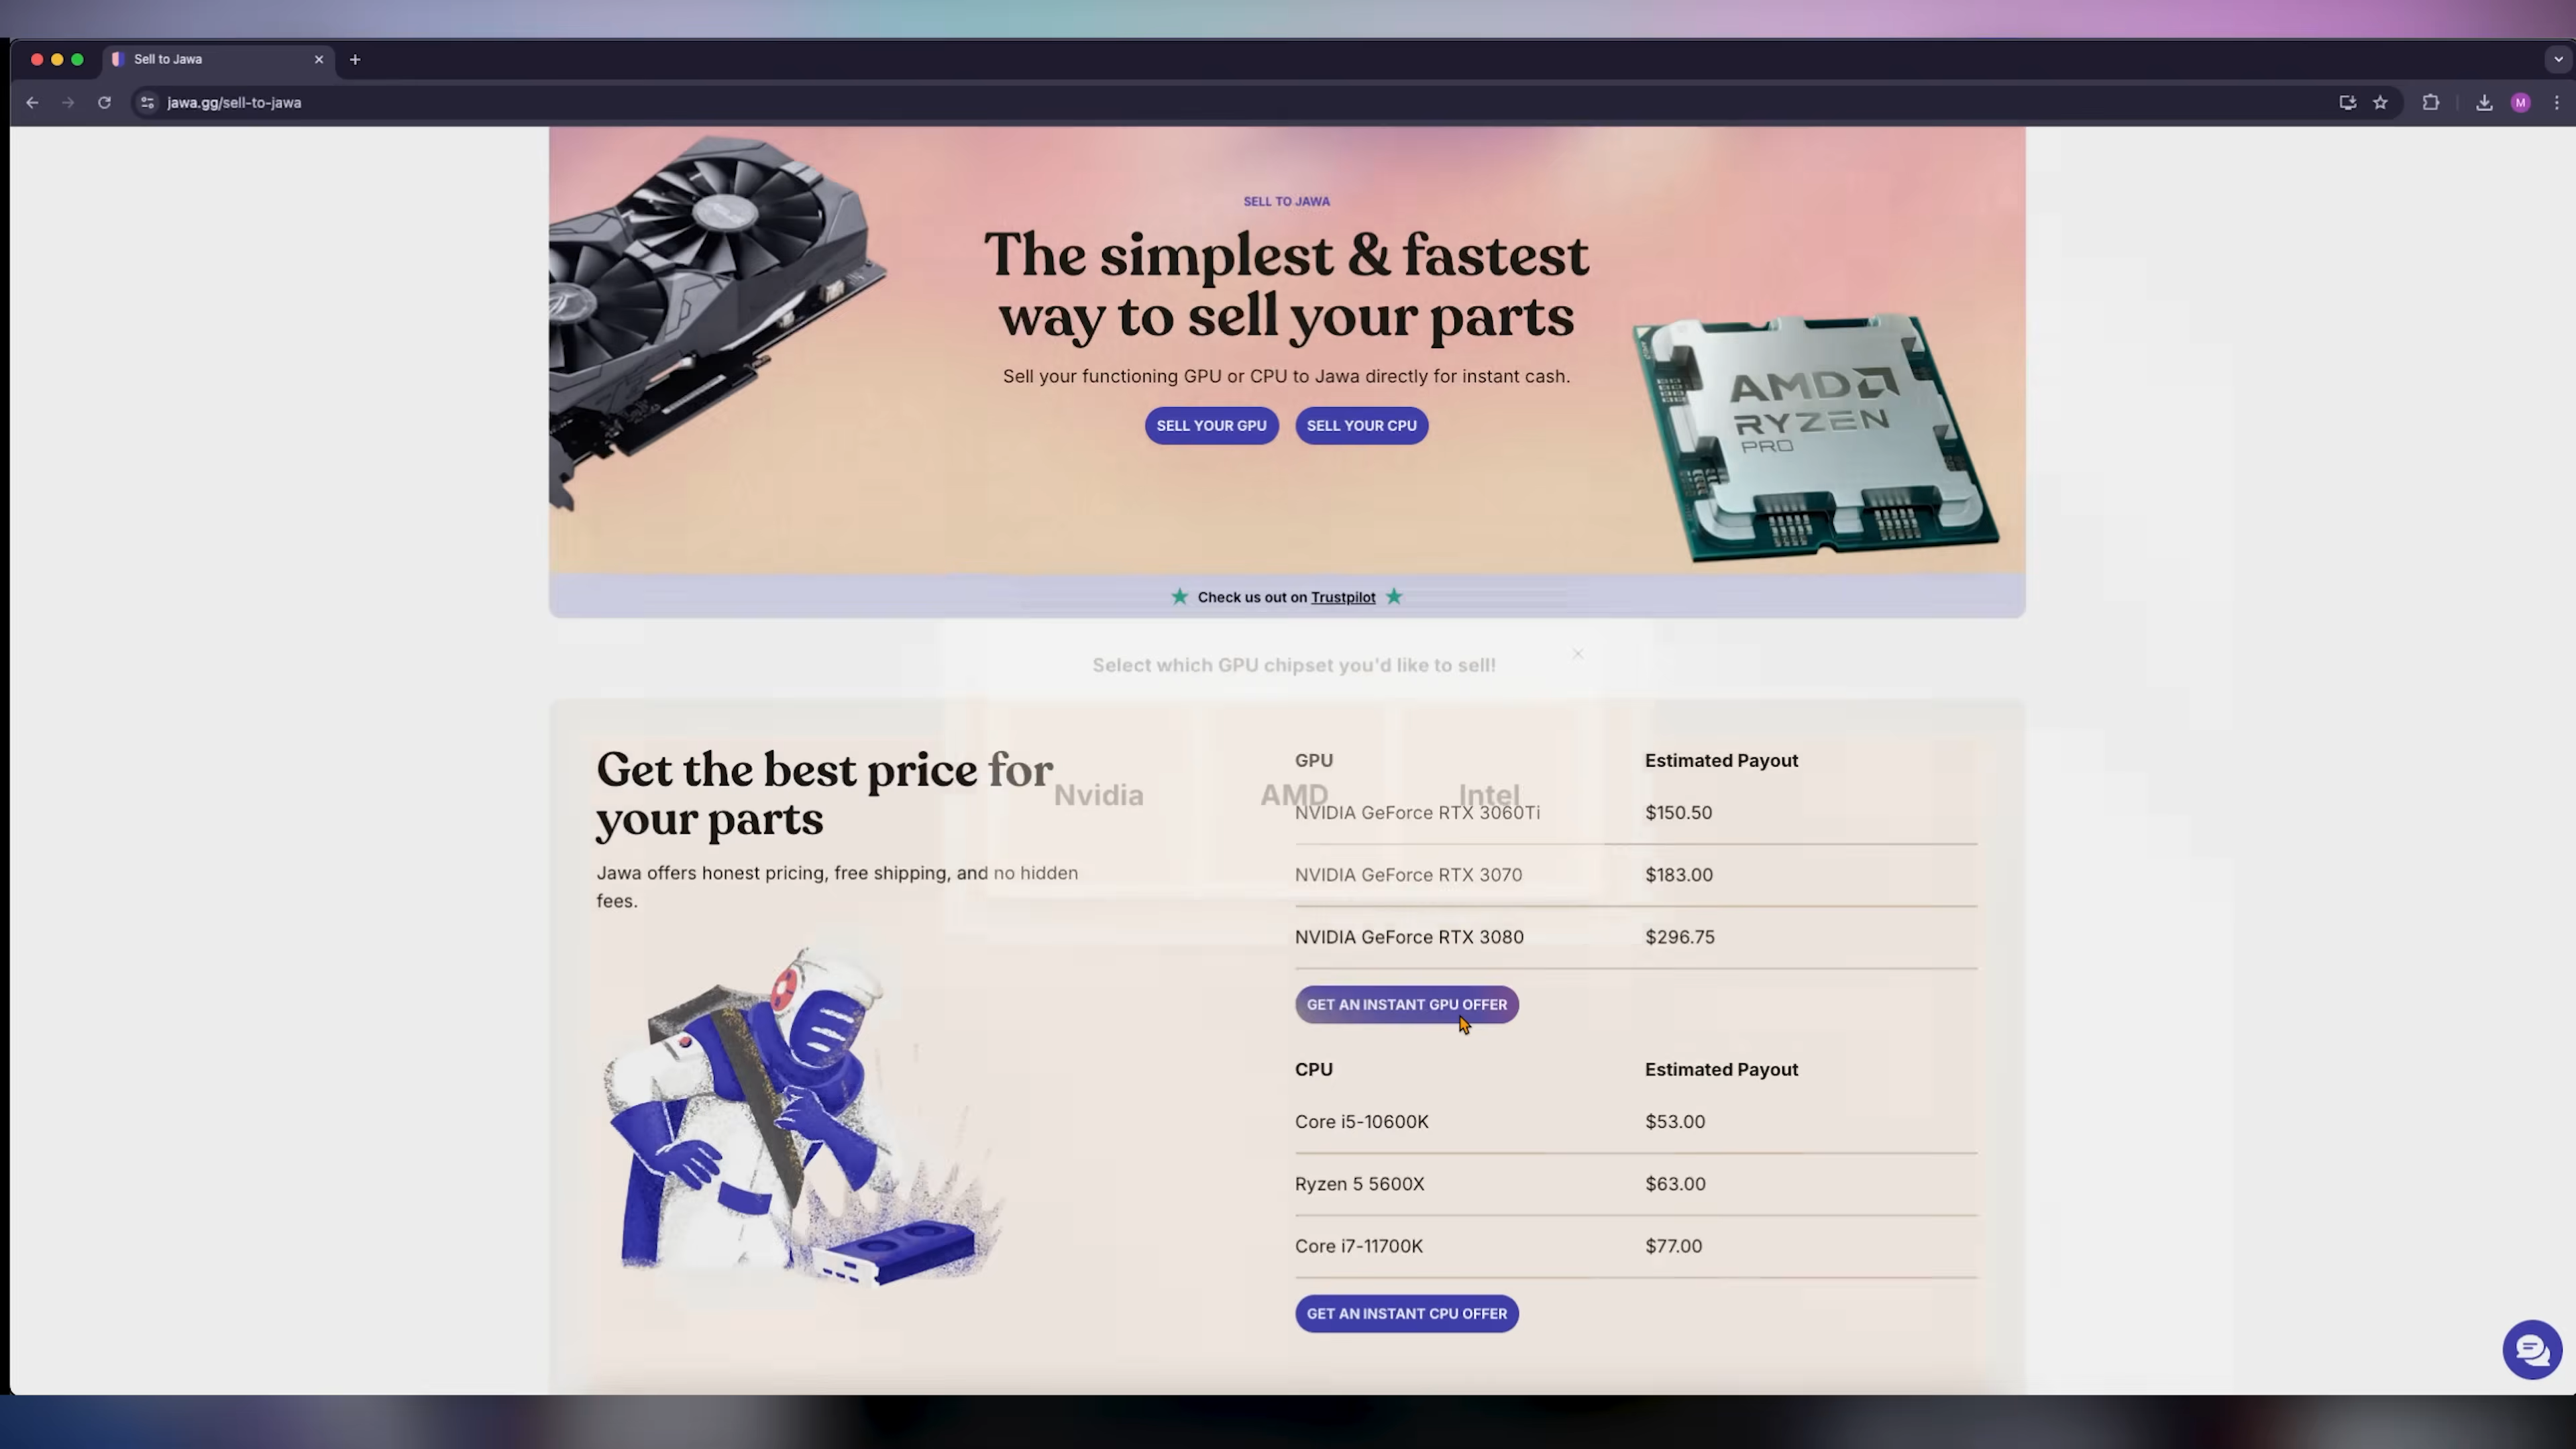 Sell to Jawa
jawa.gg/sell-to-jawa
M
SELL TO JAWA
The simplest & fastest
way to sell your parts
Sell your functioning GPU or CPU to Jawa directly for instant cash.
SELL YOUR GPU
SELL YOUR CPU
AMD
RYZEN
PRO
Check us out on Trustpilot
Select which GPU chipset you'd like to sell!
Nvidia
AMD
Intel
Get the best price for
your parts
Jawa offers honest pricing, free shipping, and no hidden
fees.
GPU Estimated Payout
NVIDIA GeForce RTX 3060Ti $150.50
NVIDIA GeForce RTX 3070 $183.00
NVIDIA GeForce RTX 3080 $296.75
GET AN INSTANT GPU OFFER
CPU Estimated Payout
Core i5-10600K $53.00
Ryzen 5 5600X $63.00
Core i7-11700K $77.00
GET AN INSTANT CPU OFFER